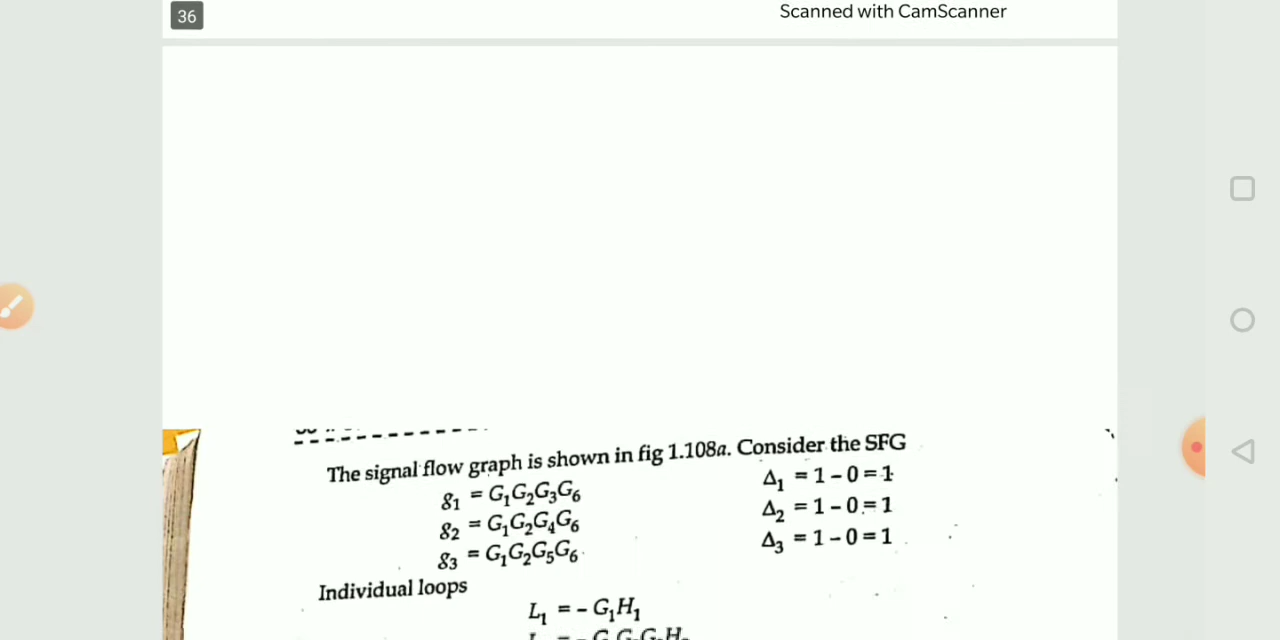 36
Scanned with CamScanner
The signal flow graph is shown in fig 1.108a. Consider the SFG
g₁ = G₁G₂G₃G₆
Δ₁ = 1 – 0 = 1
g₂ = G₁G₂G₄G₆
Δ₂ = 1 – 0 = 1
g₃ = G₁G₂G₅G₆
Δ₃ = 1 – 0 = 1
Individual loops
L₁ = – G₁H₁